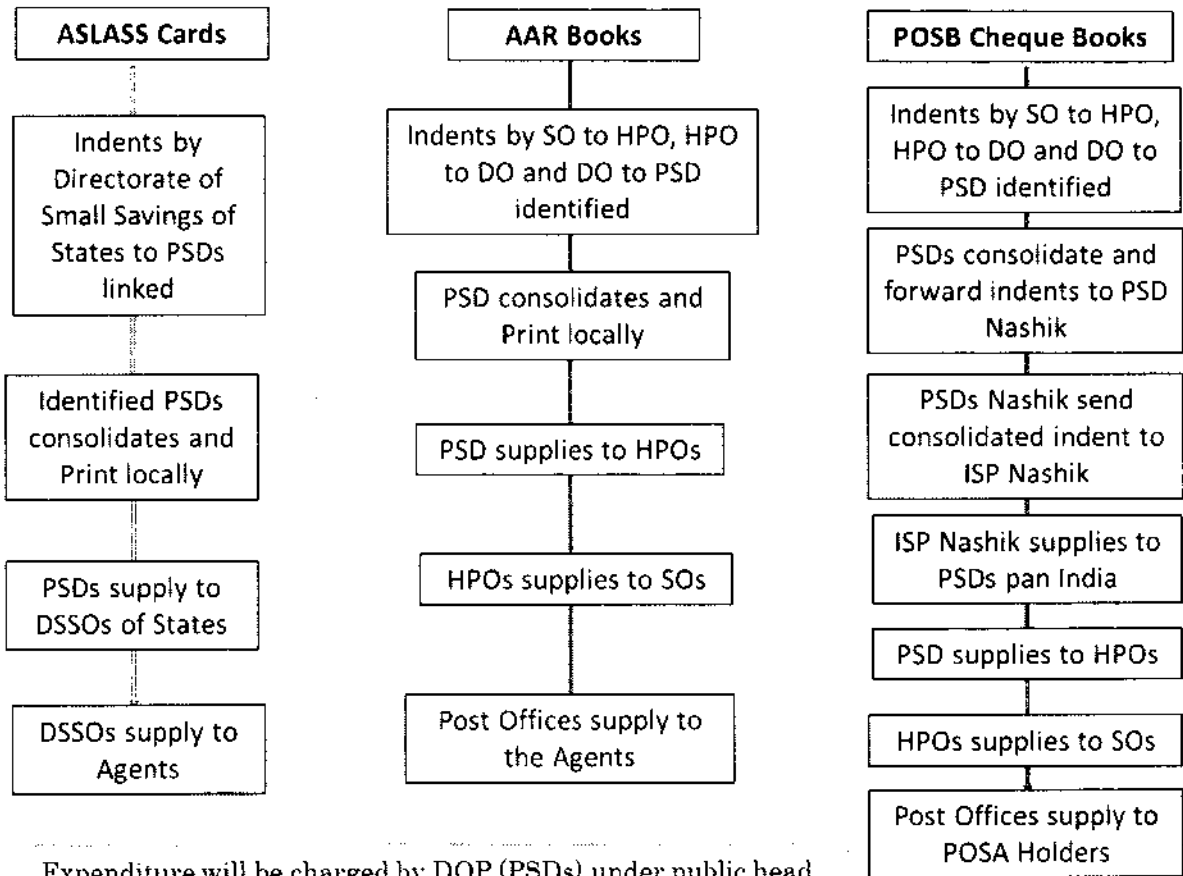 ASLASS Cards
Indents by
Directorate of
Small Savings of
States to PSDs
linked
Identified PSDs
consolidates and
Print locally
PSDs supply to
DSSOs of States
DSSOs supply to
Agents
AAR Books
Indents by SO to HPO, HPO
to DO and DO to PSD
identified
PSD consolidates and
Print locally
PSD supplies to HPOs
HPOs supplies to SOs
Post Offices supply to
the Agents
POSB Cheque Books
Indents by SO to HPO,
HPO to DO and DO to
PSD identified
PSDs consolidate and
forward indents to PSD
Nashik
PSDs Nashik send
consolidated indent to
ISP Nashik
ISP Nashik supplies to
PSDs pan India
PSD supplies to HPOs
HPOs supplies to SOs
Post Offices supply to
POSA Holders
Expenditure will be charged by DOP (PSDs) under public head